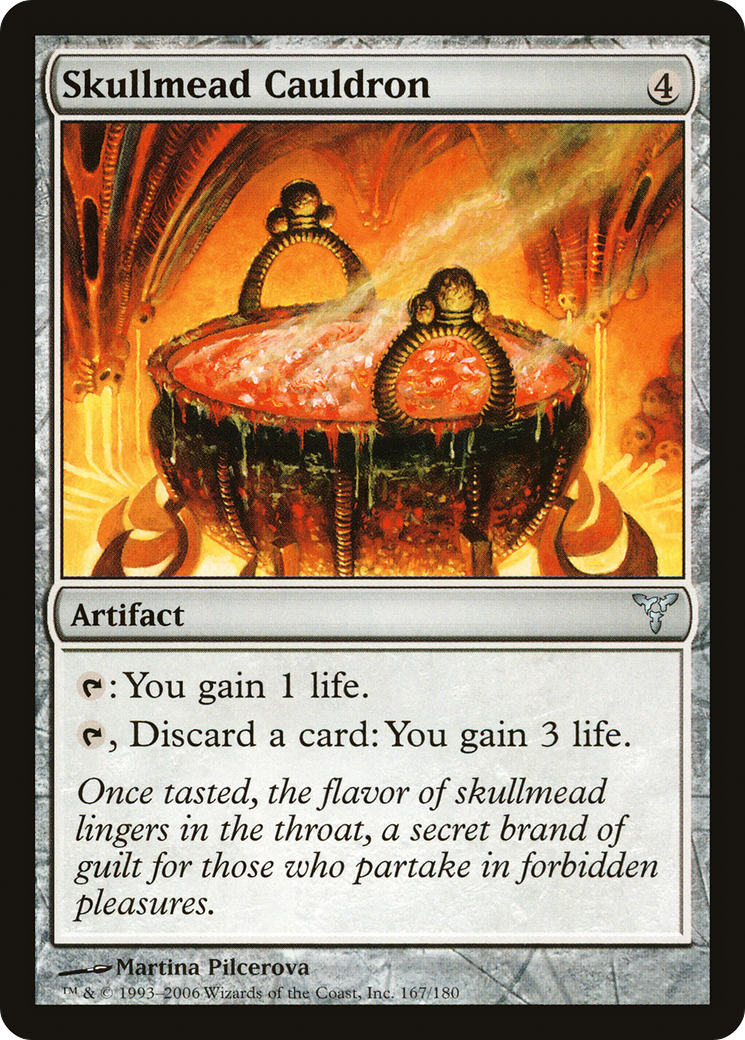 Skullmead Cauldron 4
Artifact
: You gain 1 life.
, Discard a card: You gain 3 life.
Once tasted, the flavor of skullmead
lingers in the throat, a secret brand of
guilt for those who partake in forbidden
pleasures.
Martina Pilcerova
™ & © 1993–2006 Wizards of the Coast, Inc. 167/180